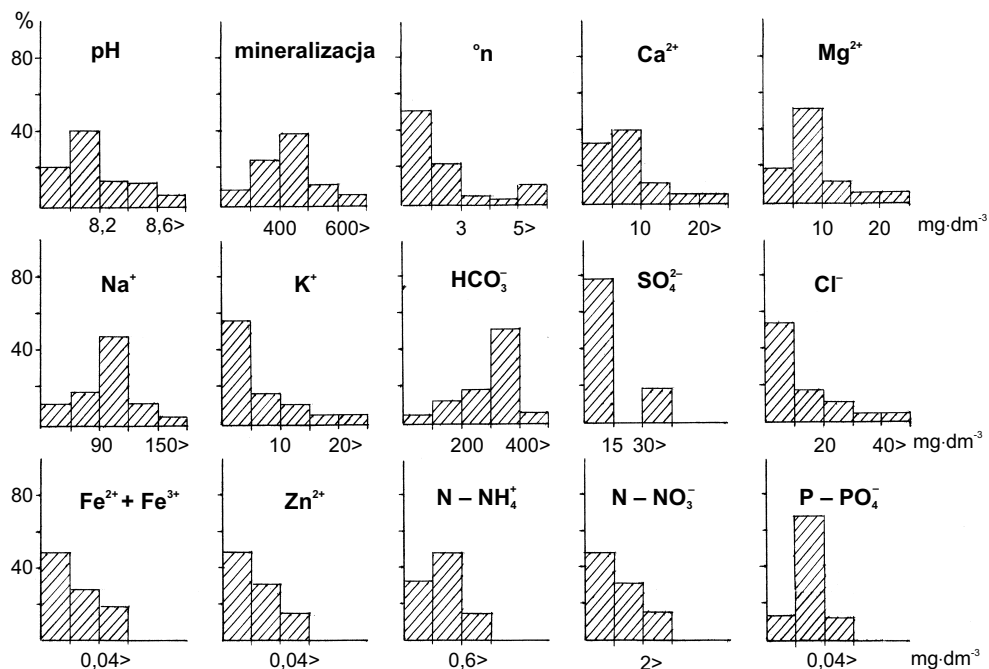 %
80
40
pH
mineralizacja
°n
Ca²⁺
Mg²⁺
8,2 8,6>
400 600>
3 5>
10 20>
10 20 mg·dm⁻³
80
40
Na⁺
K⁺
HCO₃⁻
SO₄²⁻
Cl⁻
90 150>
10 20>
200 400>
15 30>
20 40> mg·dm⁻³
80
40
Fe²⁺ + Fe³⁺
Zn²⁺
N – NH₄⁺
N – NO₃⁻
P – PO₄⁻
0,04>
0,04>
0,6>
2>
0,04> mg·dm⁻³